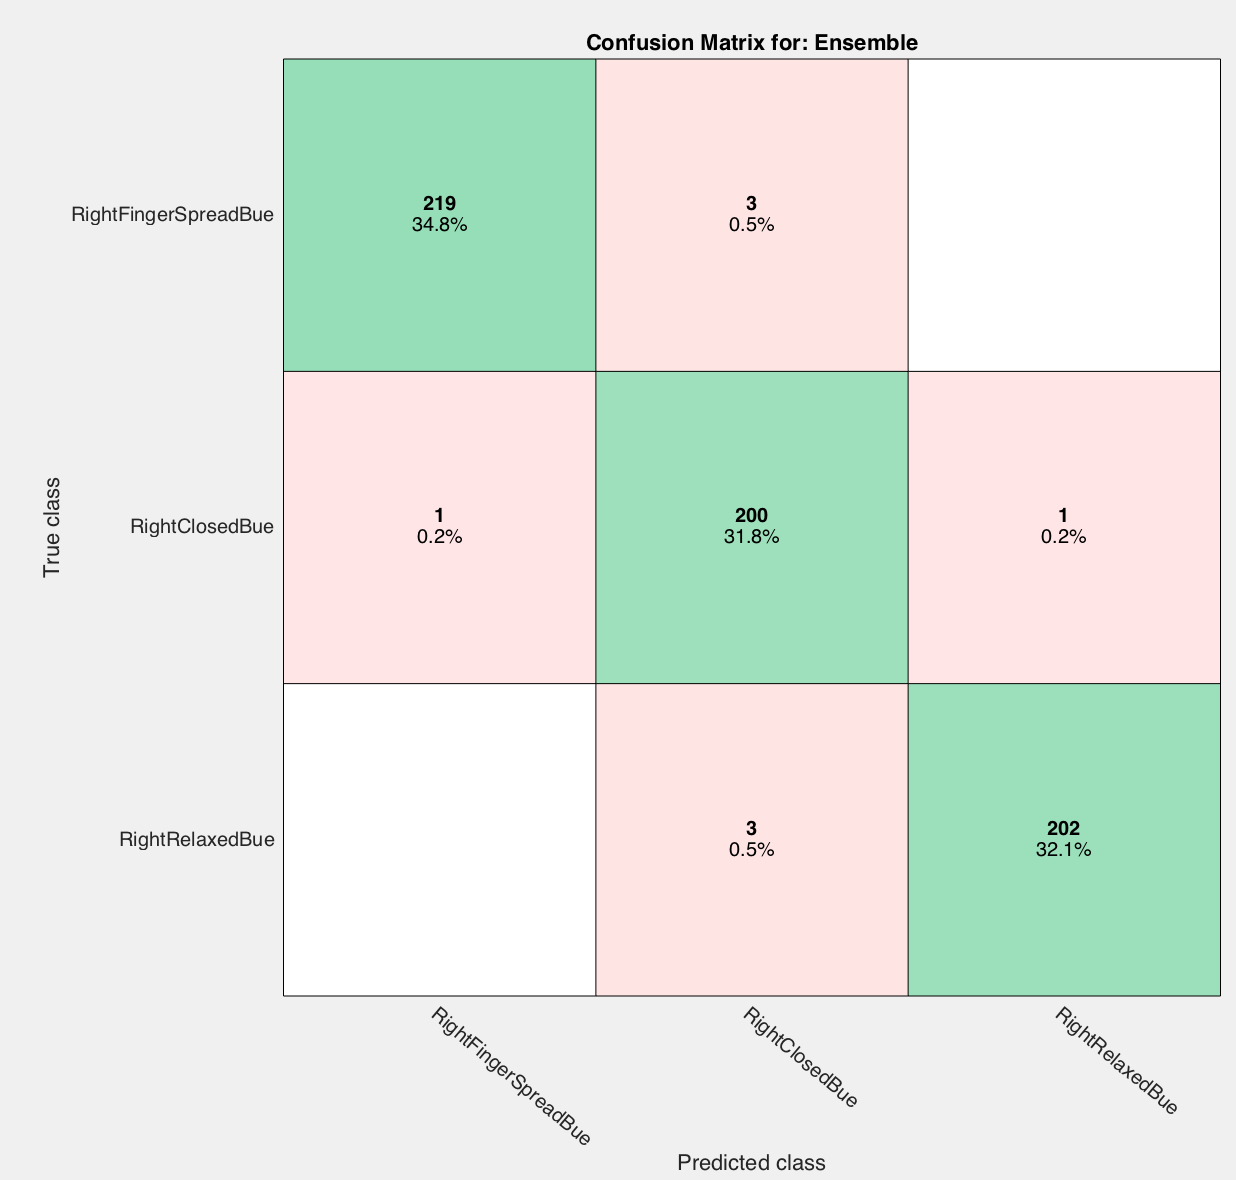 Confusion Matrix for: Ensemble
RightFingerSpreadBue
219
34.8%
3
0.5%
True class
RightClosedBue
1
0.2%
200
31.8%
1
0.2%
RightRelaxedBue
3
0.5%
202
32.1%
RightFingerSpreadBue
RightClosedBue
RightRelaxedBue
Predicted class